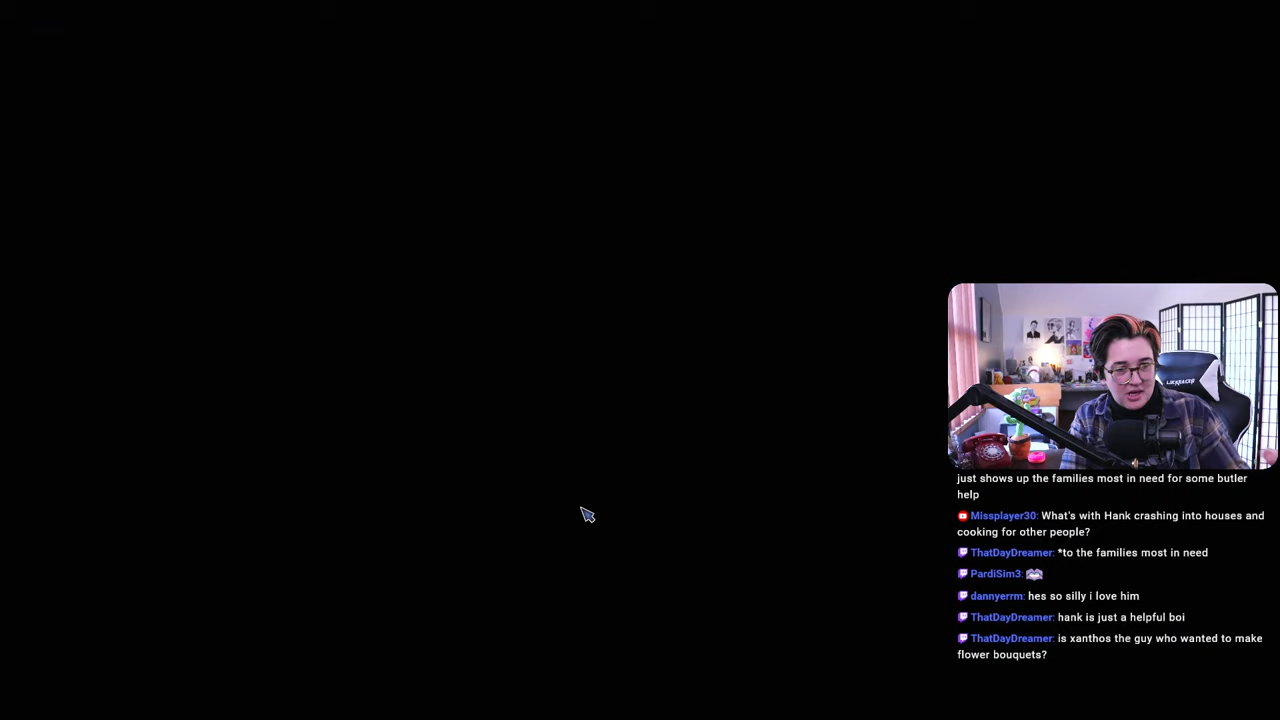 just shows up the families most in need for some butler
help
Missplayer30: What's with Hank crashing into houses and
cooking for other people?
ThatDayDreamer: *to the families most in need
PardiSim3:
dannyerrm: hes so silly i love him
ThatDayDreamer: hank is just a helpful boi
ThatDayDreamer: is xanthos the guy who wanted to make
flower bouquets?